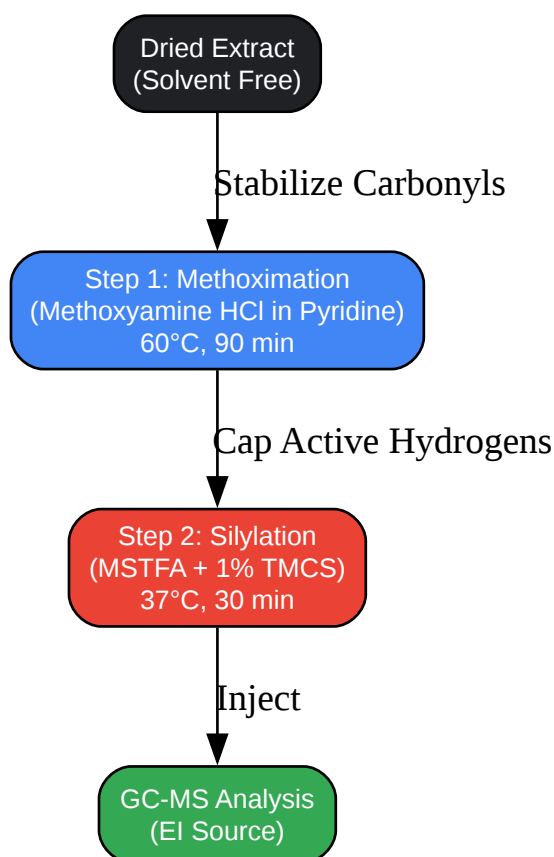 Dried Extract
(Solvent Free)
Stabilize Carbonyls
Step 1: Methoximation
(Methoxyamine HCl in Pyridine)
60°C, 90 min
Cap Active Hydrogens
Step 2: Silylation
(MSTFA + 1% TMCS)
37°C, 30 min
Inject
GC-MS Analysis
(EI Source)